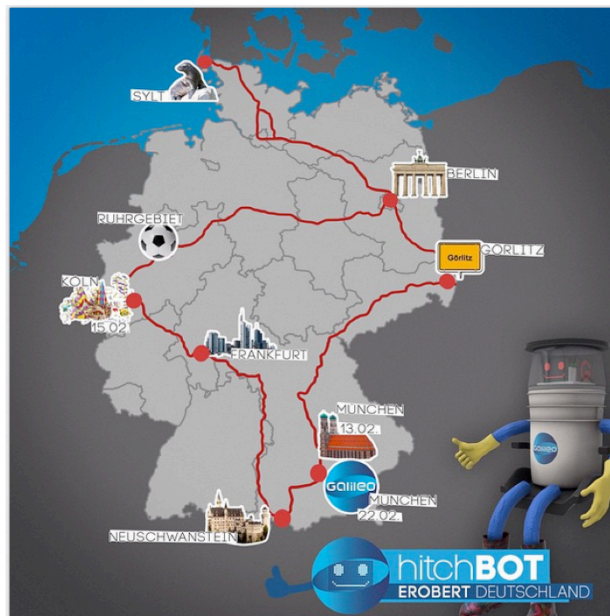 SYLT
BERLIN
RUHRGEBIET
GÖRLITZ
Görlitz
KÖLN
15.02.
FRANKFURT
MÜNCHEN
13.02.
Galileo
MÜNCHEN
22.02.
NEUSCHWANSTEIN
Galileo
hitchBOT
EROBERT DEUTSCHLAND